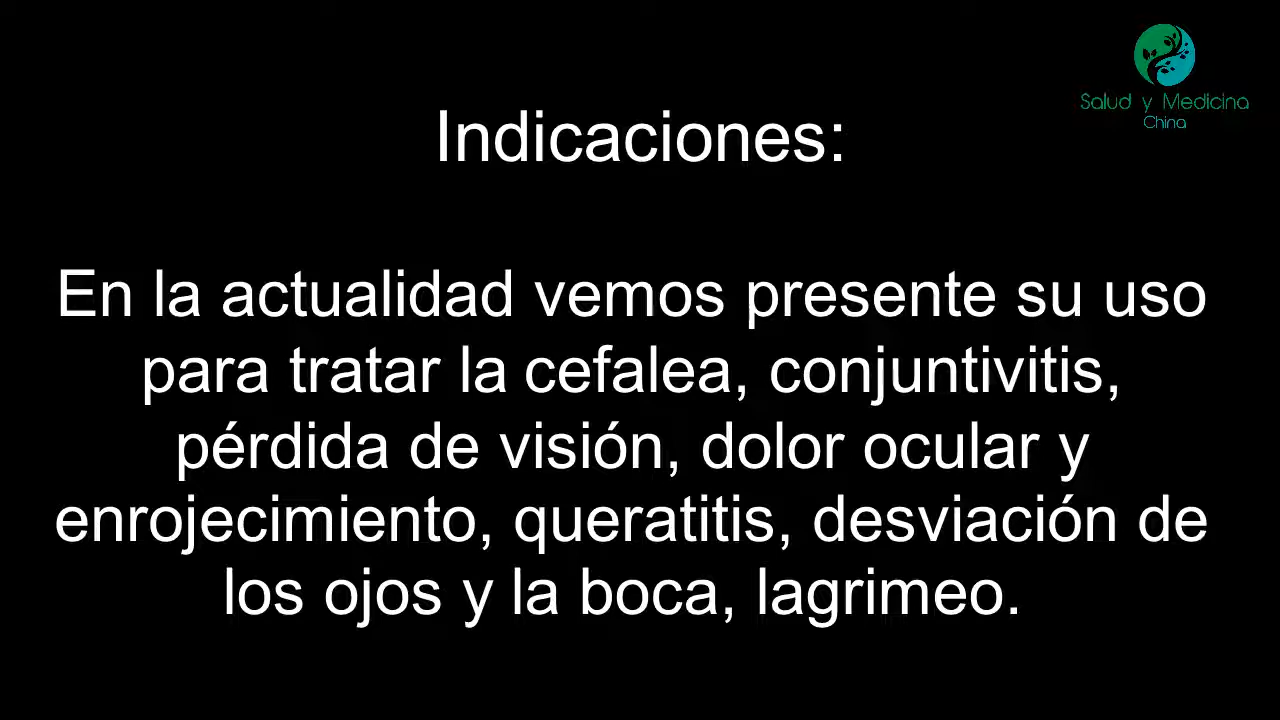 Salud y Medicina
China
Indicaciones:
En la actualidad vemos presente su uso
para tratar la cefalea, conjuntivitis,
pérdida de visión, dolor ocular y
enrojecimiento, queratitis, desviación de
los ojos y la boca, lagrimeo.